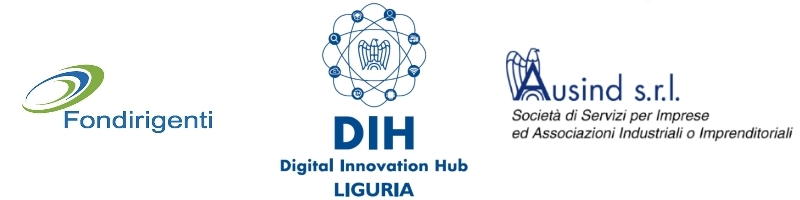 Fondirigenti
DIH
Digital Innovation Hub
LIGURIA
Ausind s.r.l.
Società di Servizi per Imprese
ed Associazioni Industriali o Imprenditoriali